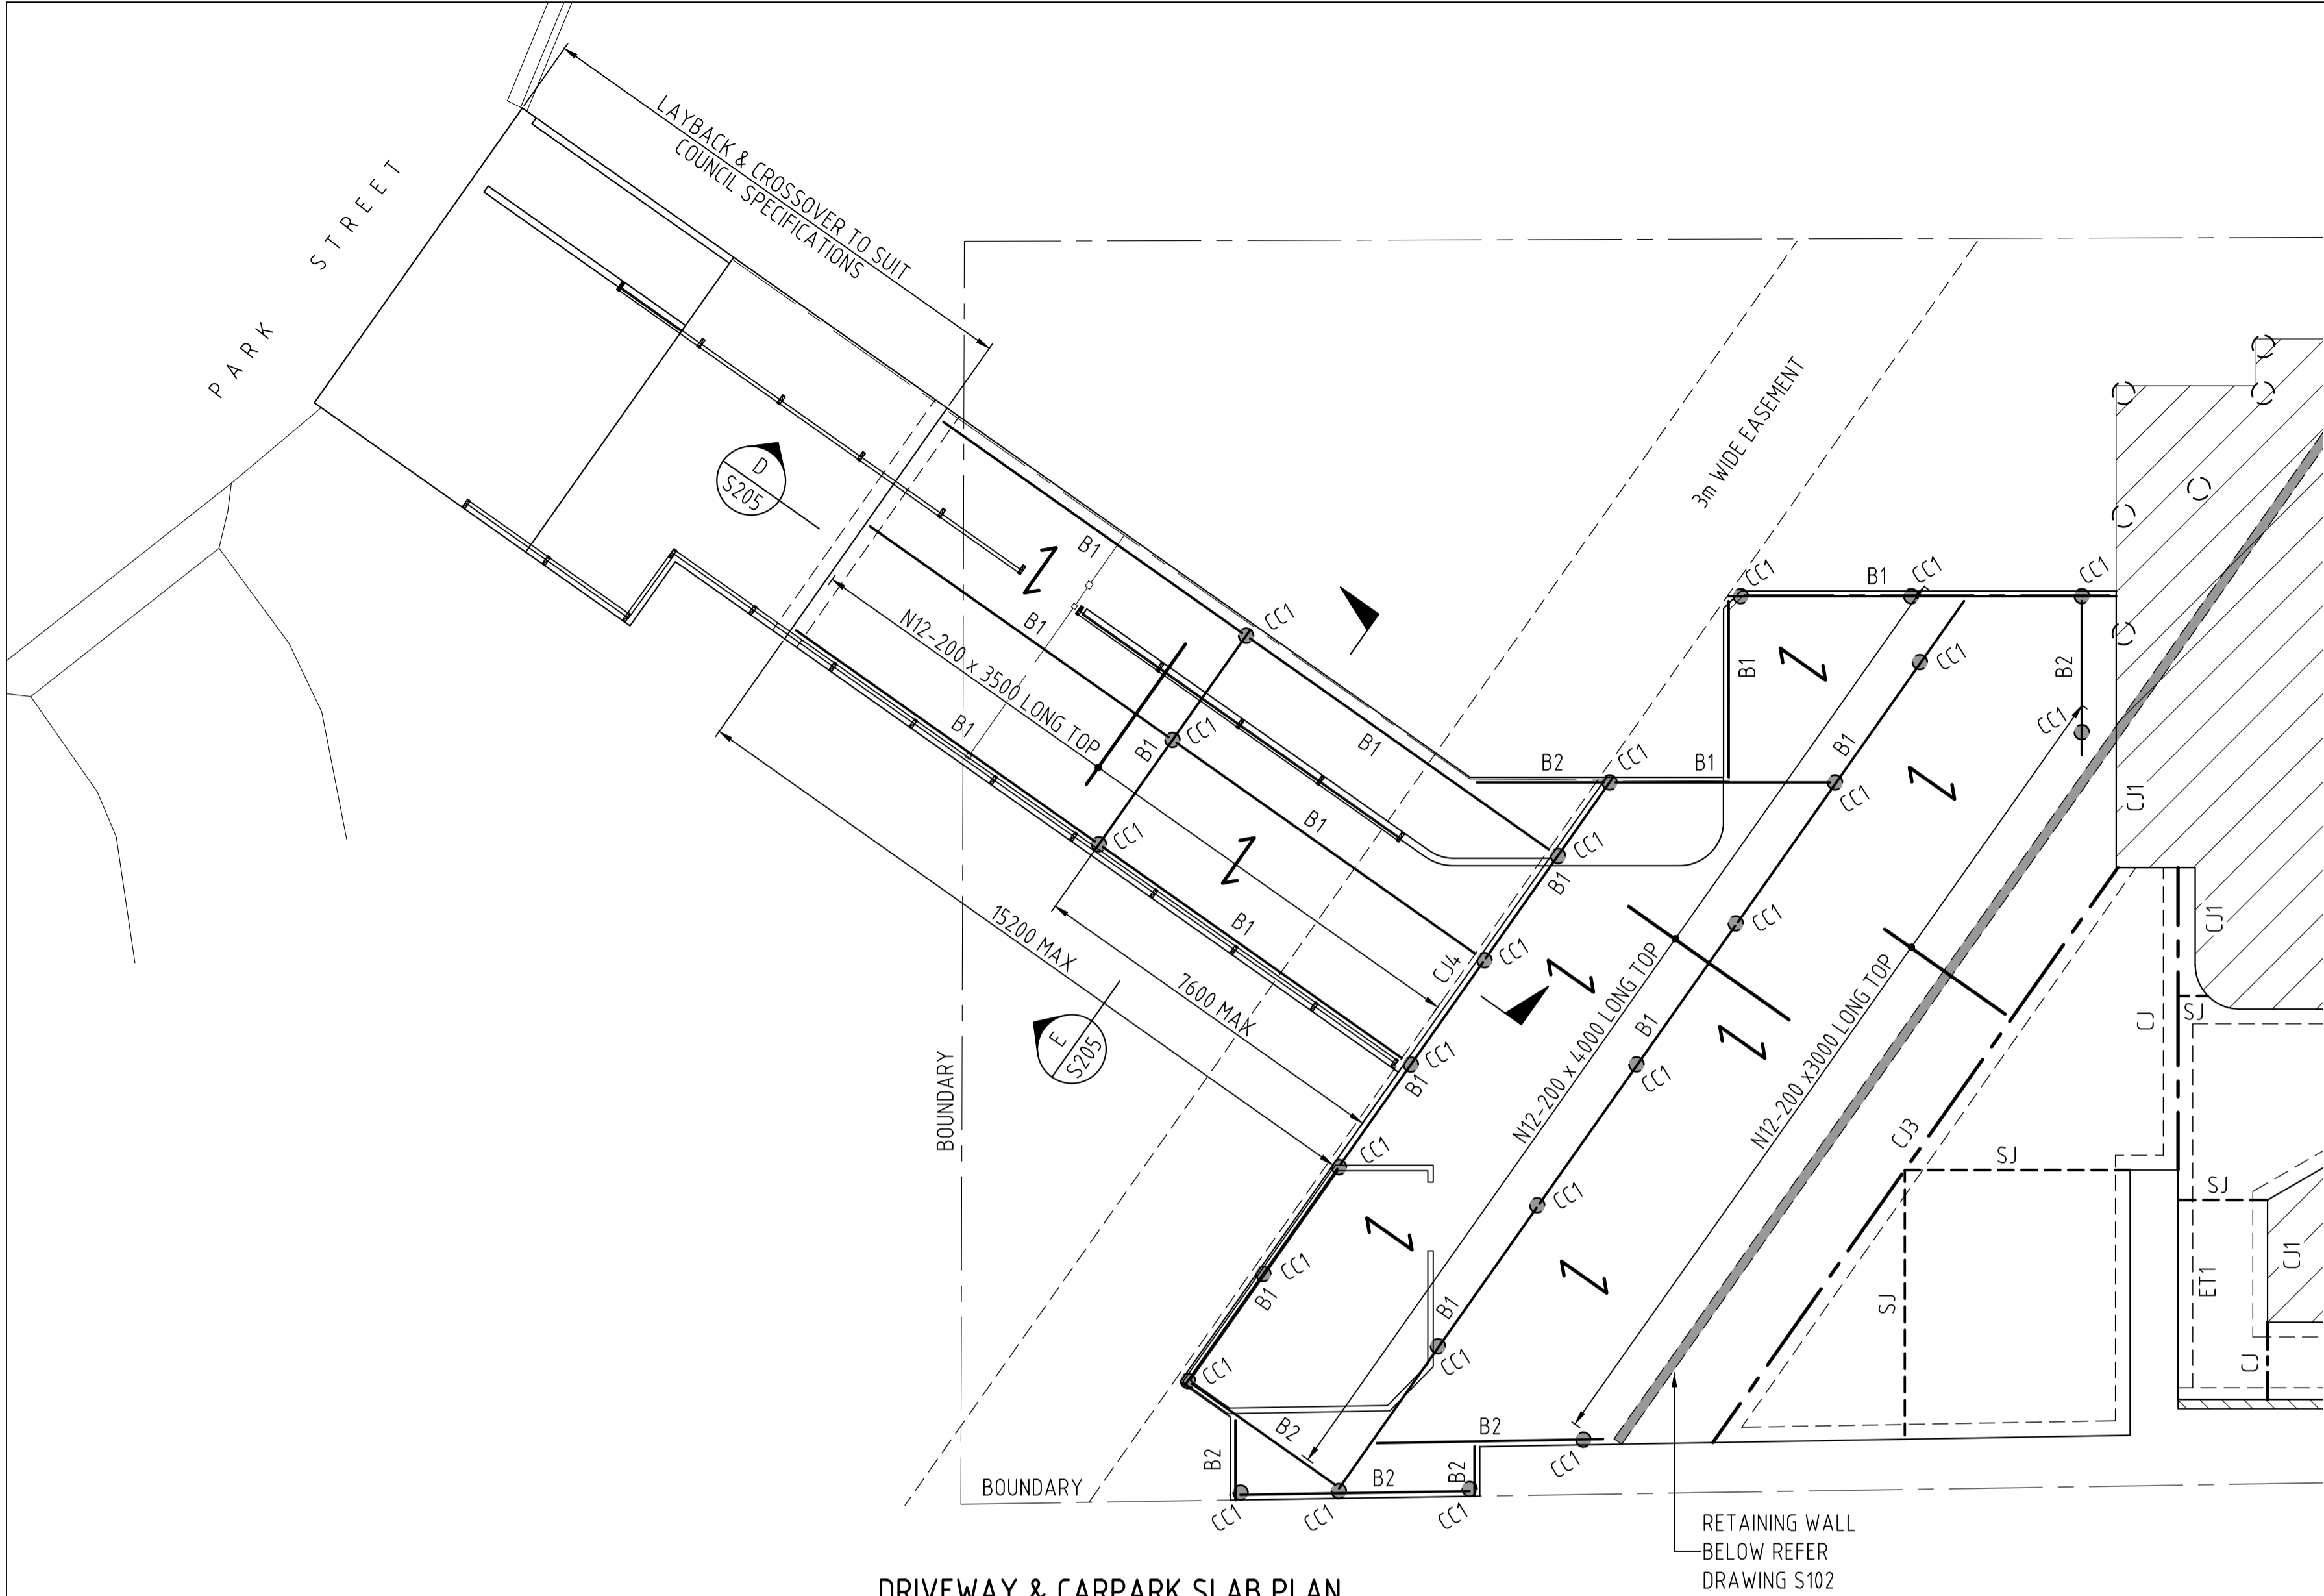 LAYBACK & CROSSOVER TO SUIT
COUNCIL SPECIFICATIONS
PARK STREET
D
S205
3m WIDE EASEMENT
B1
CC1
B1
CC1
CC1
B1
CC1
CC1
B1
B2
CC1
B1
N12-200 x 3500 LONG TOP
B1
CC1
B1
B1
B2
CC1
B1
B1
CC1
CJ1
B1
CC1
CC1
B1
B1
CC1
CJ1
15200 MAX
7600 MAX
CJ4
CC1
N12-200 x 4000 LONG TOP
N12-200 x3000 LONG TOP
SJ
CJ
E
S205
B1
CC1
CC1
B1
BOUNDARY
CC1
CJ3
SJ
SJ
CC1
B1
CC1
SJ
ET1
CJ1
B1
CC1
CC1
CJ
B2
B2
CC1
B2
B2
B2
BOUNDARY
CC1
CC1
CC1
RETAINING WALL
BELOW REFER
DRAWING S102
DRIVEWAY & CARPARK SLAB PLAN